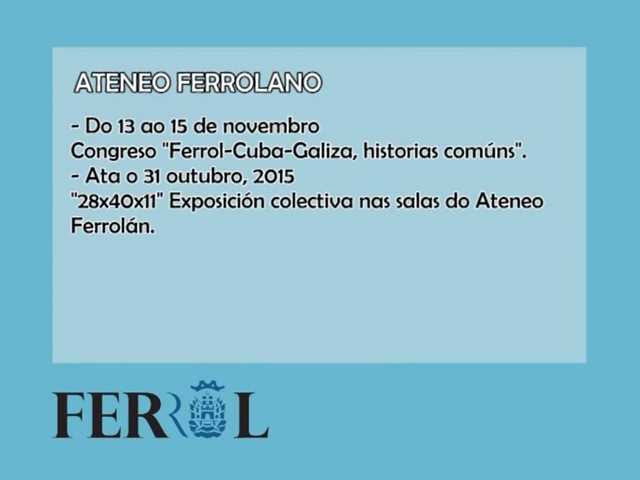 ATENEO FERROLANO
- Do 13 ao 15 de novembro
Congreso "Ferrol-Cuba-Galiza, historias comúns".
- Ata o 31 outubro, 2015
"28x40x11" Exposición colectiva nas salas do Ateneo
Ferrolán.
FERROL